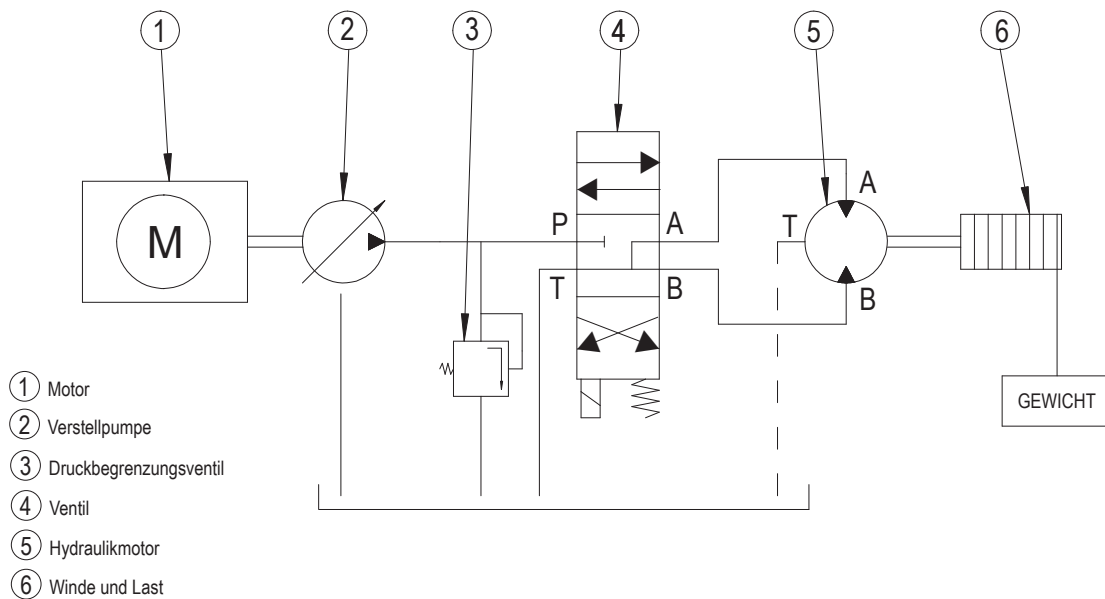 1 2 3 4 5 6
M
P A
T B
T A
B
GEWICHT
1 Motor
2 Verstellpumpe
3 Druckbegrenzungsventil
4 Ventil
5 Hydraulikmotor
6 Winde und Last